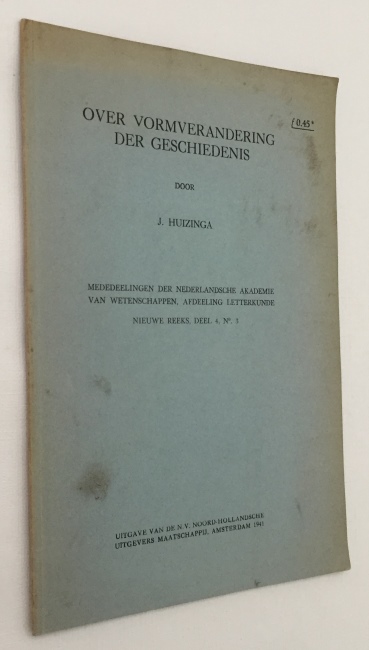 OVER VORMVERANDERING
DER GESCHIEDENIS
ƒ 0.45*
DOOR
J. HUIZINGA
MEDEDEELINGEN DER NEDERLANDSCHE AKADEMIE
VAN WETENSCHAPPEN, AFDEELING LETTERKUNDE
NIEUWE REEKS, DEEL 4, Nº. 3
UITGAVE VAN DE N.V. NOORD-HOLLANDSCHE
UITGEVERS MAATSCHAPPIJ, AMSTERDAM 1941